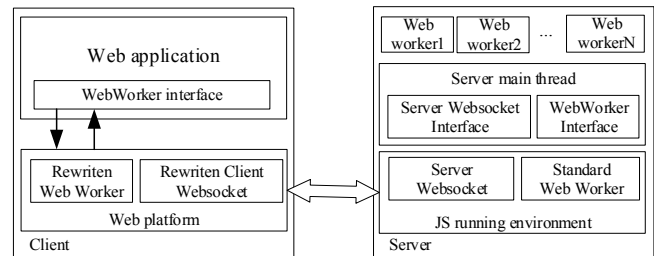 Web application
WebWorker interface
Rewriten
Web Worker
Rewriten Client
Websocket
Web platform
Client
Web
worker1
Web
worker2
...
Web
workerN
Server main thread
Server Websocket
Interface
WebWorker
Interface
Server
Websocket
Standard
Web Worker
JS running environment
Server